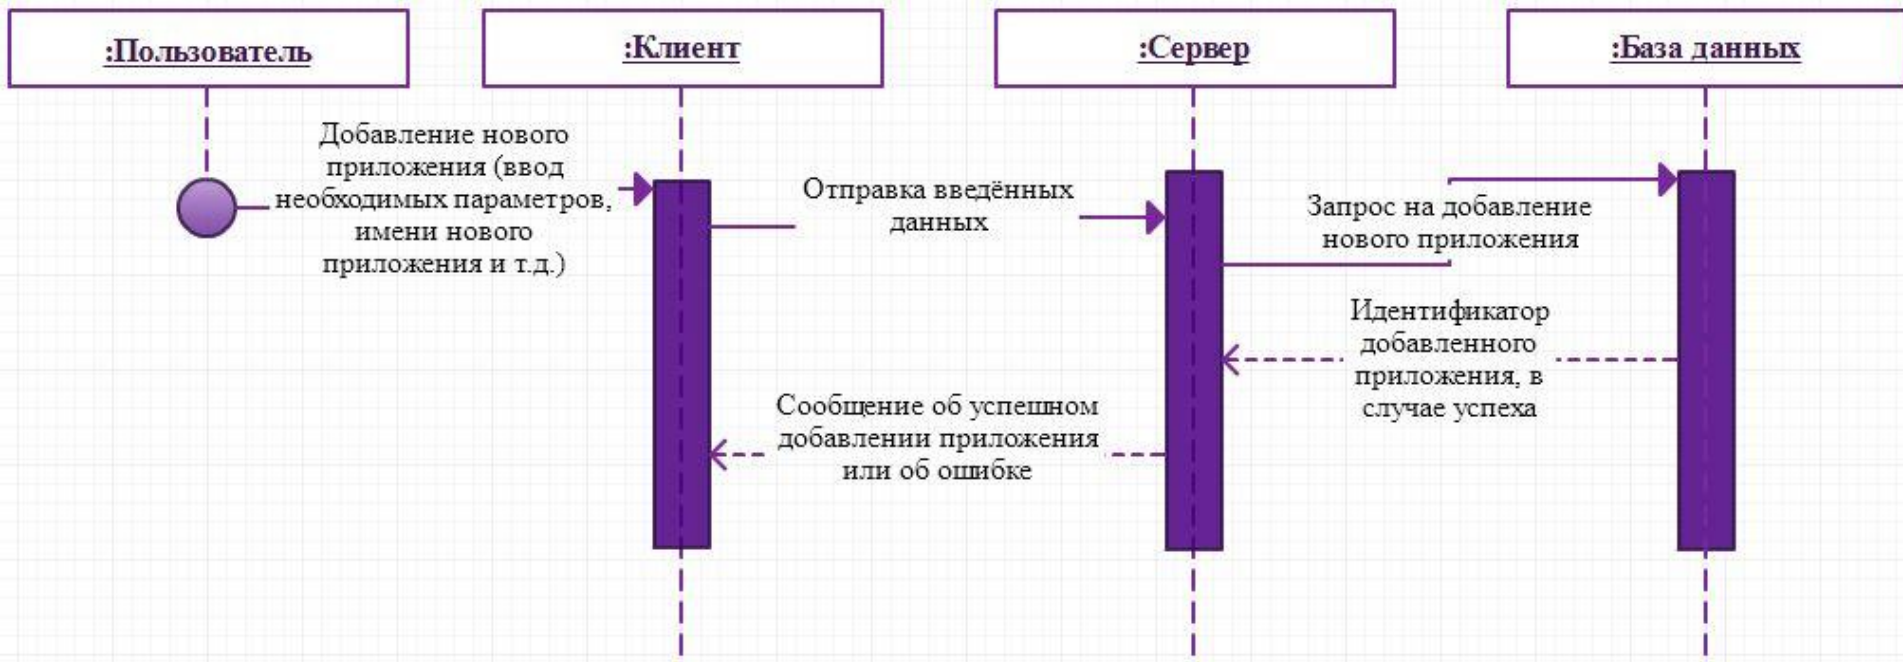 :Пользователь
:Клиент
:Сервер
:База данных
Добавление нового
приложения (ввод
необходимых параметров,
имени нового
приложения и т.д.)
Отправка введённых
данных
Запрос на добавление
нового приложения
Идентификатор
добавленного
приложения, в
случае успеха
Сообщение об успешном
добавлении приложения
или об ошибке